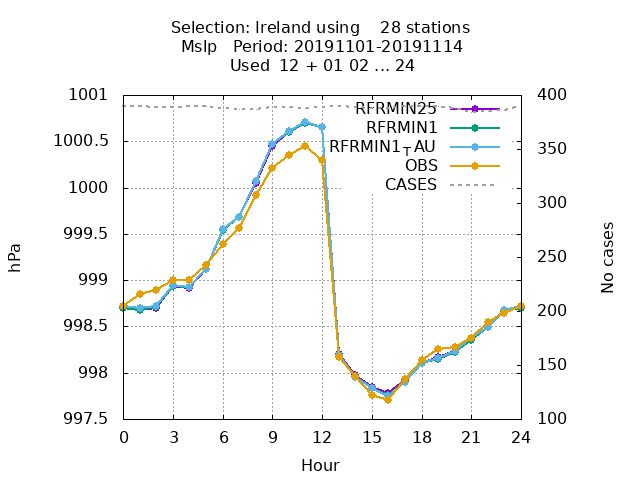 Selection: Ireland using    28 stations
Mslp   Period: 20191101-20191114
Used  12 + 01 02 ... 24
1001
1000.5
1000
999.5
999
998.5
998
997.5
400
350
300
250
200
150
100
0 3 6 9 12 15 18 21 24
Hour
hPa
No cases
RFRMIN25
RFRMIN1
RFRMIN1┬AU
OBS
CASES